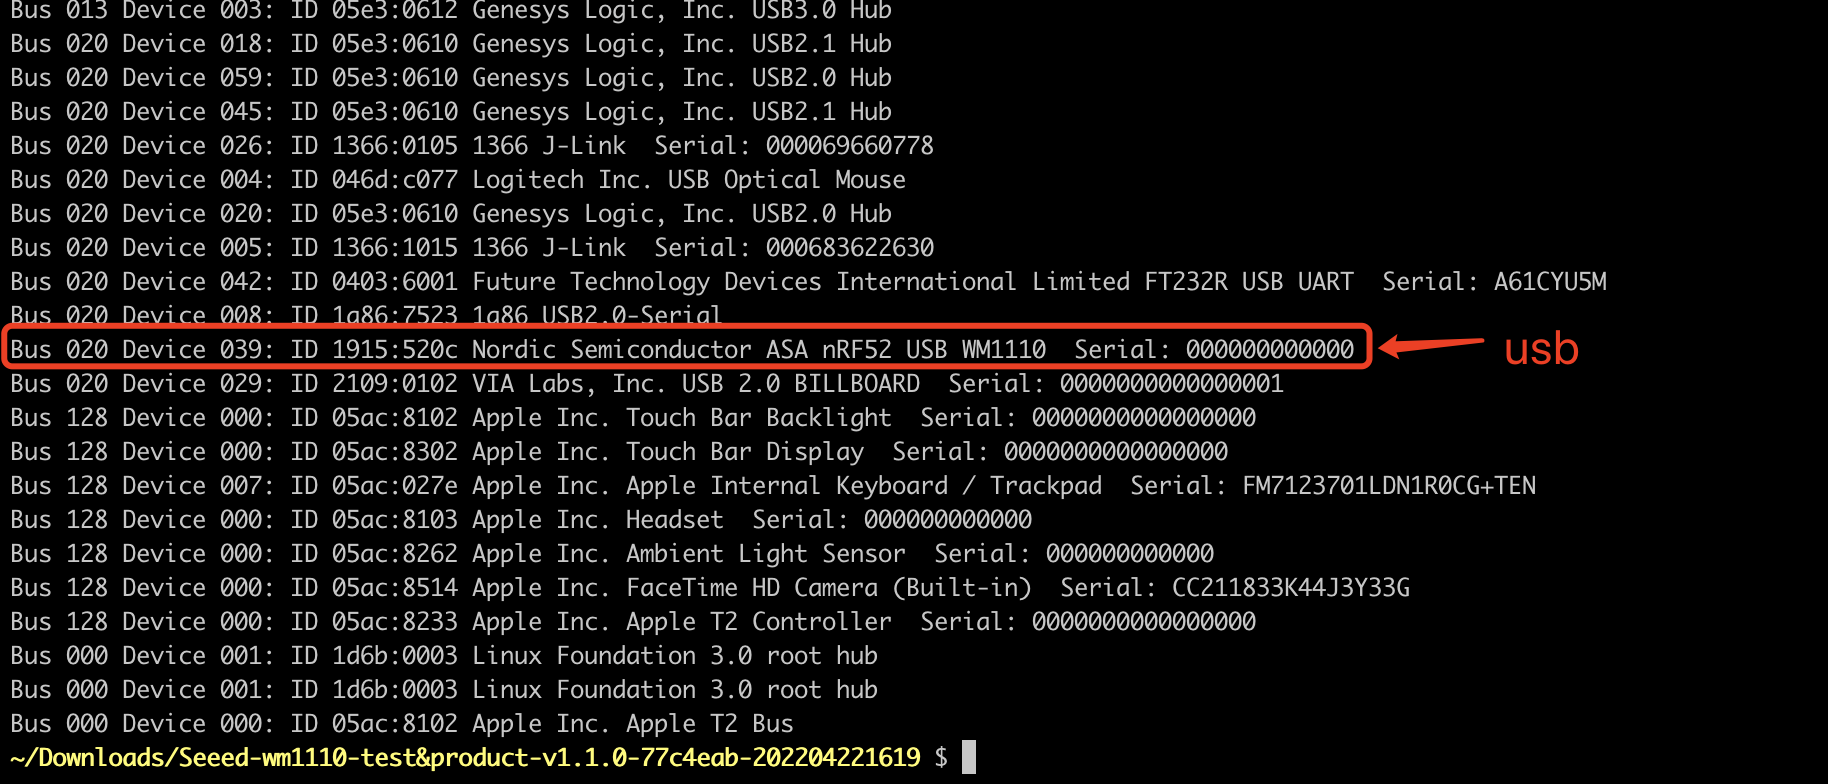 Bus 013 Device 003: ID 05e3:0612 Genesys Logic, Inc. USB3.0 Hub
Bus 020 Device 018: ID 05e3:0610 Genesys Logic, Inc. USB2.1 Hub
Bus 020 Device 059: ID 05e3:0610 Genesys Logic, Inc. USB2.0 Hub
Bus 020 Device 045: ID 05e3:0610 Genesys Logic, Inc. USB2.1 Hub
Bus 020 Device 026: ID 1366:0105 1366 J-Link  Serial: 000069660778
Bus 020 Device 004: ID 046d:c077 Logitech Inc. USB Optical Mouse
Bus 020 Device 020: ID 05e3:0610 Genesys Logic, Inc. USB2.0 Hub
Bus 020 Device 005: ID 1366:1015 1366 J-Link  Serial: 000683622630
Bus 020 Device 042: ID 0403:6001 Future Technology Devices International Limited FT232R USB UART  Serial: A61CYU5M
Bus 020 Device 008: ID 1a86:7523 1a86 USB2.0-Serial
Bus 020 Device 039: ID 1915:520c Nordic Semiconductor ASA nRF52 USB WM1110  Serial: 000000000000 usb
Bus 020 Device 029: ID 2109:0102 VIA Labs, Inc. USB 2.0 BILLBOARD  Serial: 0000000000000001
Bus 128 Device 000: ID 05ac:8102 Apple Inc. Touch Bar Backlight  Serial: 0000000000000000
Bus 128 Device 000: ID 05ac:8302 Apple Inc. Touch Bar Display  Serial: 0000000000000000
Bus 128 Device 007: ID 05ac:027e Apple Inc. Apple Internal Keyboard / Trackpad  Serial: FM7123701LDN1R0CG+TEN
Bus 128 Device 000: ID 05ac:8103 Apple Inc. Headset  Serial: 000000000000
Bus 128 Device 000: ID 05ac:8262 Apple Inc. Ambient Light Sensor  Serial: 000000000000
Bus 128 Device 000: ID 05ac:8514 Apple Inc. FaceTime HD Camera (Built-in)  Serial: CC211833K44J3Y33G
Bus 128 Device 000: ID 05ac:8233 Apple Inc. Apple T2 Controller  Serial: 0000000000000000
Bus 000 Device 001: ID 1d6b:0003 Linux Foundation 3.0 root hub
Bus 000 Device 001: ID 1d6b:0003 Linux Foundation 3.0 root hub
Bus 000 Device 000: ID 05ac:8102 Apple Inc. Apple T2 Bus
~/Downloads/Seeed-wm1110-test&product-v1.1.0-77c4eab-202204221619 $